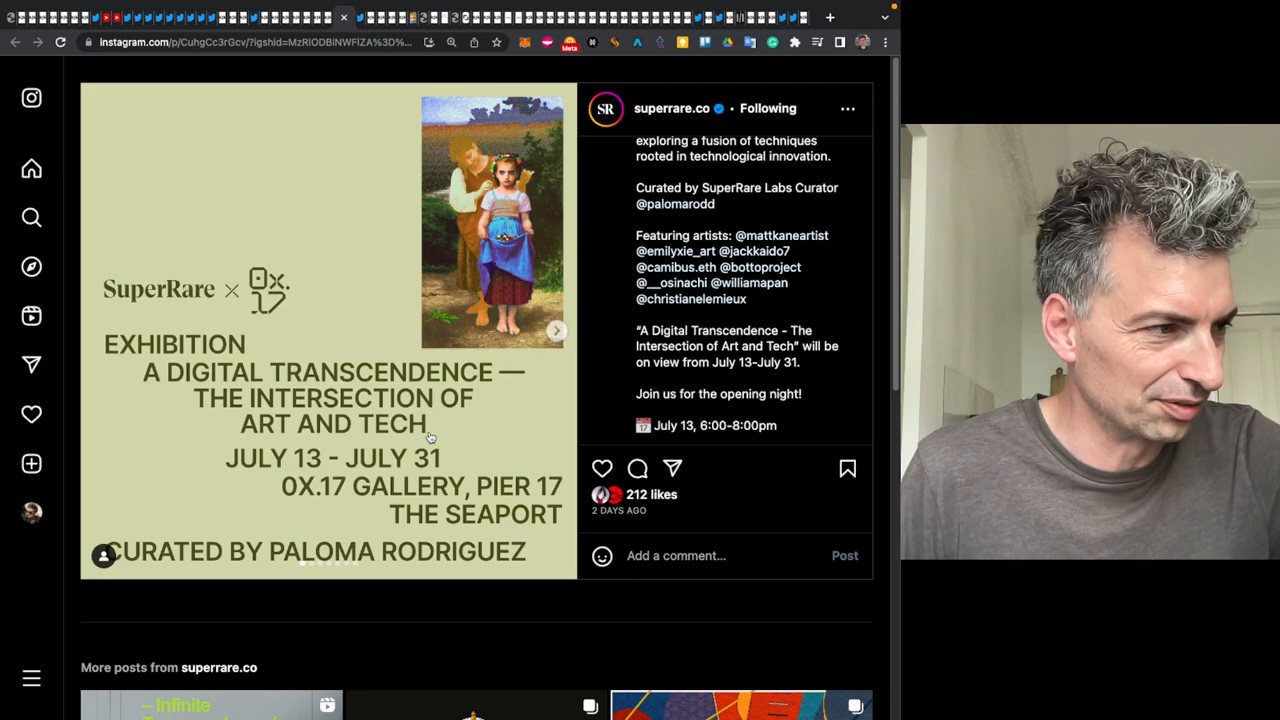 Meta
instagram.com/p/CuhgCc3rGcv/?igshid=MzRlODBiNWFlZA%3D%...
SuperRare × 0x.17
EXHIBITION
A DIGITAL TRANSCENDENCE —
THE INTERSECTION OF
ART AND TECH
JULY 13 - JULY 31
0X.17 GALLERY, PIER 17
THE SEAPORT
CURATED BY PALOMA RODRIGUEZ
SR superrare.co • Following
exploring a fusion of techniques
rooted in technological innovation.
Curated by SuperRare Labs Curator
@palomarodd
Featuring artists: @mattkaneartist
@emilyxie_art @jackkaido7
@camibus.eth @bottoproject
@__osinachi @williamapan
@christianelemieux
“A Digital Transcendence - The
Intersection of Art and Tech” will be
on view from July 13-July 31.
Join us for the opening night!
📅 July 13, 6:00-8:00pm
212 likes
2 DAYS AGO
Add a comment... Post
More posts from superrare.co
– Infinite